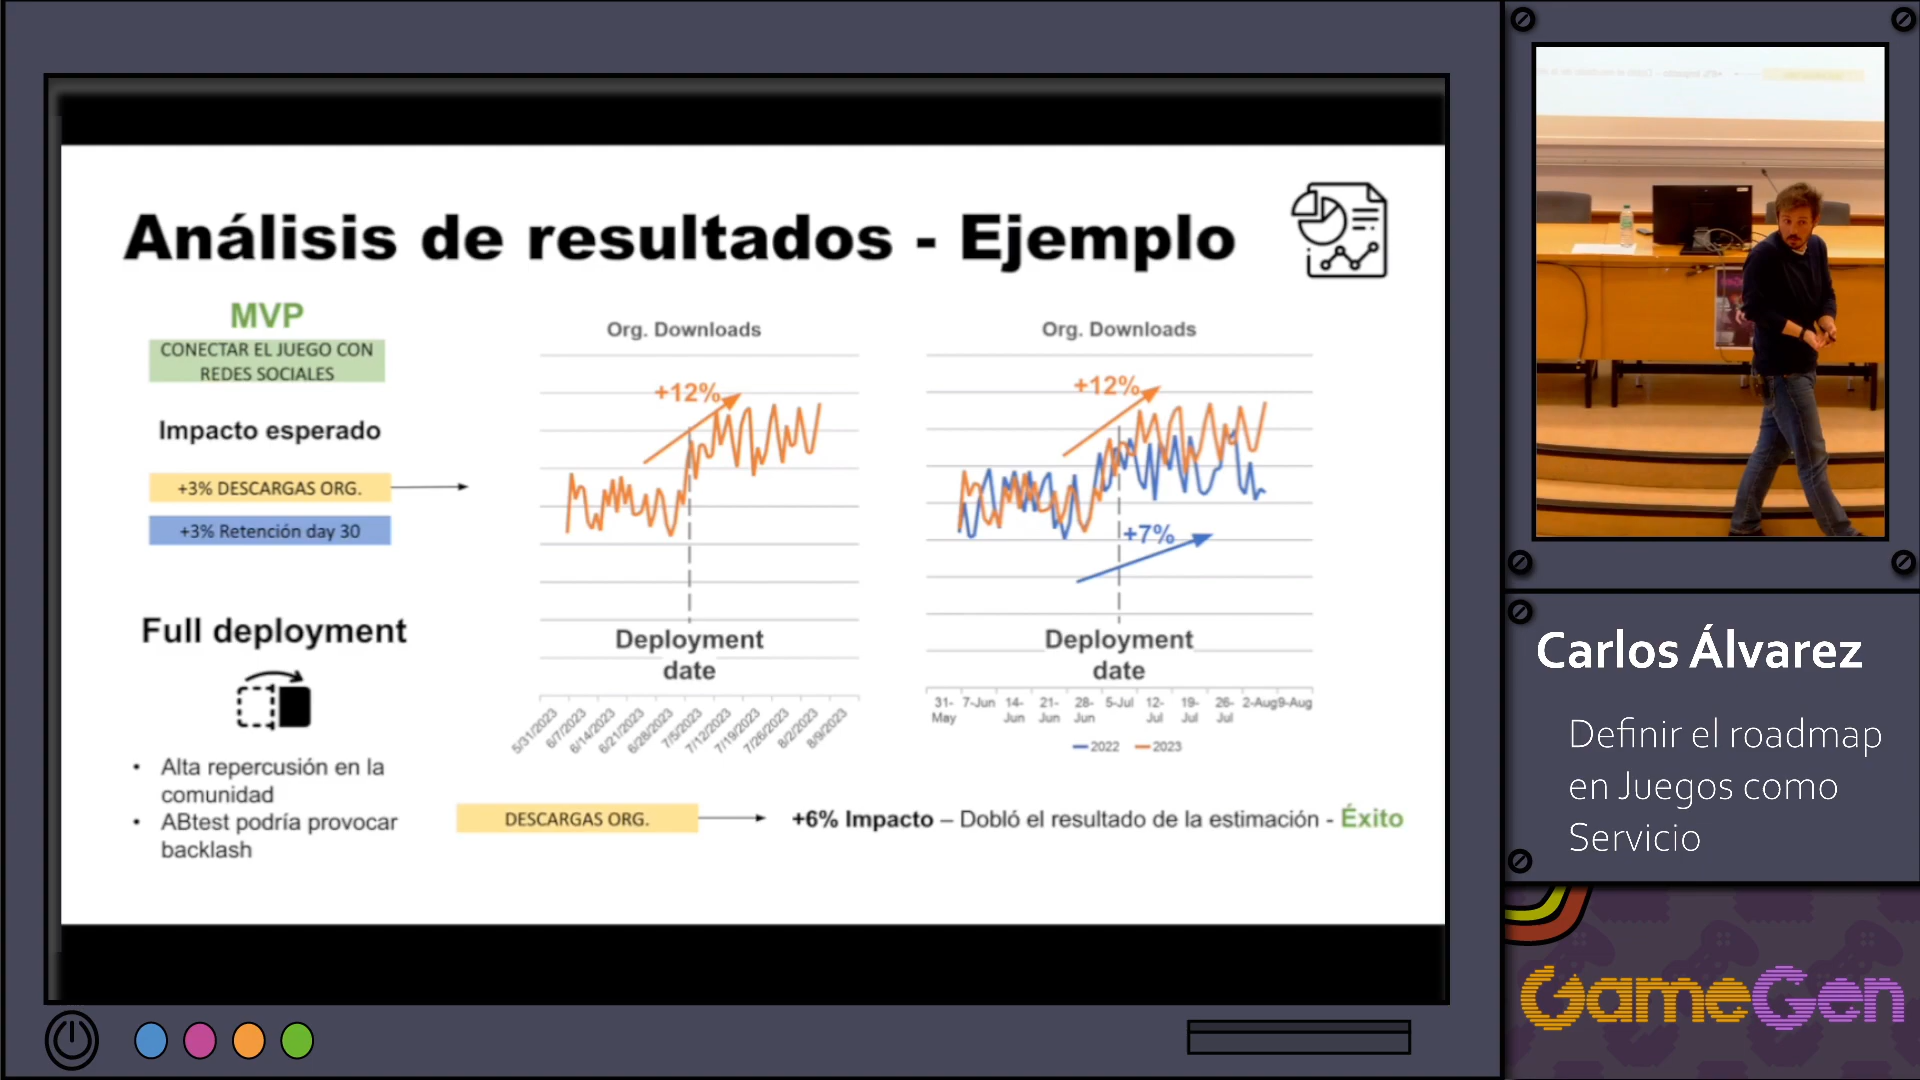 Análisis de resultados - Ejemplo
MVP
CONECTAR EL JUEGO CON
REDES SOCIALES
Impacto esperado
+3% DESCARGAS ORG.
+3% Retención day 30
Full deployment
• Alta repercusión en la
comunidad
• ABtest podría provocar
backlash
Org. Downloads
+12%
Deployment
date
5/31/2023
6/7/2023
6/14/2023
6/21/2023
6/28/2023
7/5/2023
7/12/2023
7/19/2023
7/26/2023
8/2/2023
8/9/2023
Org. Downloads
+12%
+7%
Deployment
date
31-May 7-Jun 14-Jun 21-Jun 28-Jun 5-Jul 12-Jul 19-Jul 26-Jul 2-Aug 9-Aug
2022 2023
DESCARGAS ORG.
+6% Impacto – Dobló el resultado de la estimación - Éxito
Carlos Álvarez
Definir el roadmap
en Juegos como
Servicio
GameGen